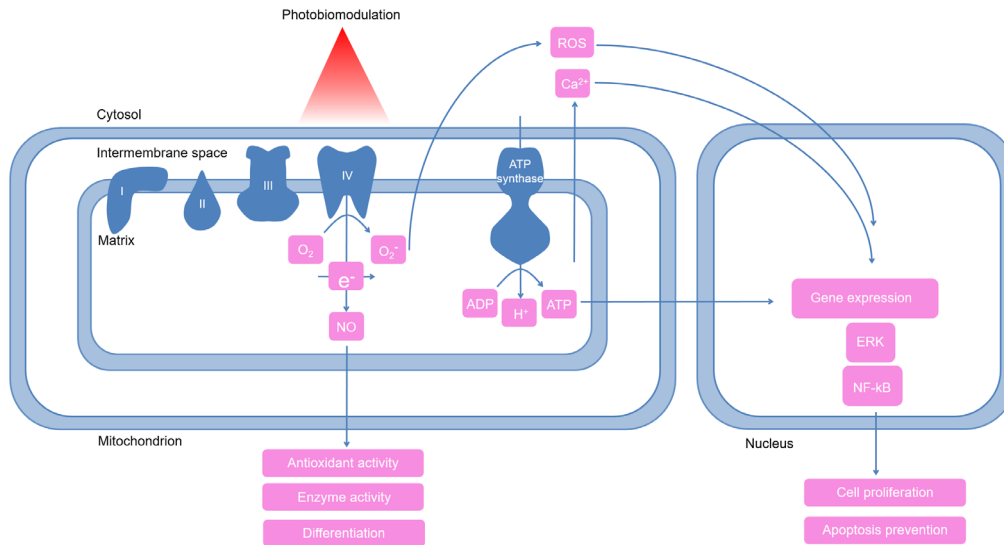 Photobiomodulation
ROS
Ca²⁺
Cytosol
Intermembrane space
I
II
III
IV
ATP
synthase
Matrix
O₂
O₂⁻
e⁻
NO
ADP
H⁺
ATP
Gene expression
ERK
NF-kB
Mitochondrion
Nucleus
Antioxidant activity
Enzyme activity
Differentiation
Cell proliferation
Apoptosis prevention